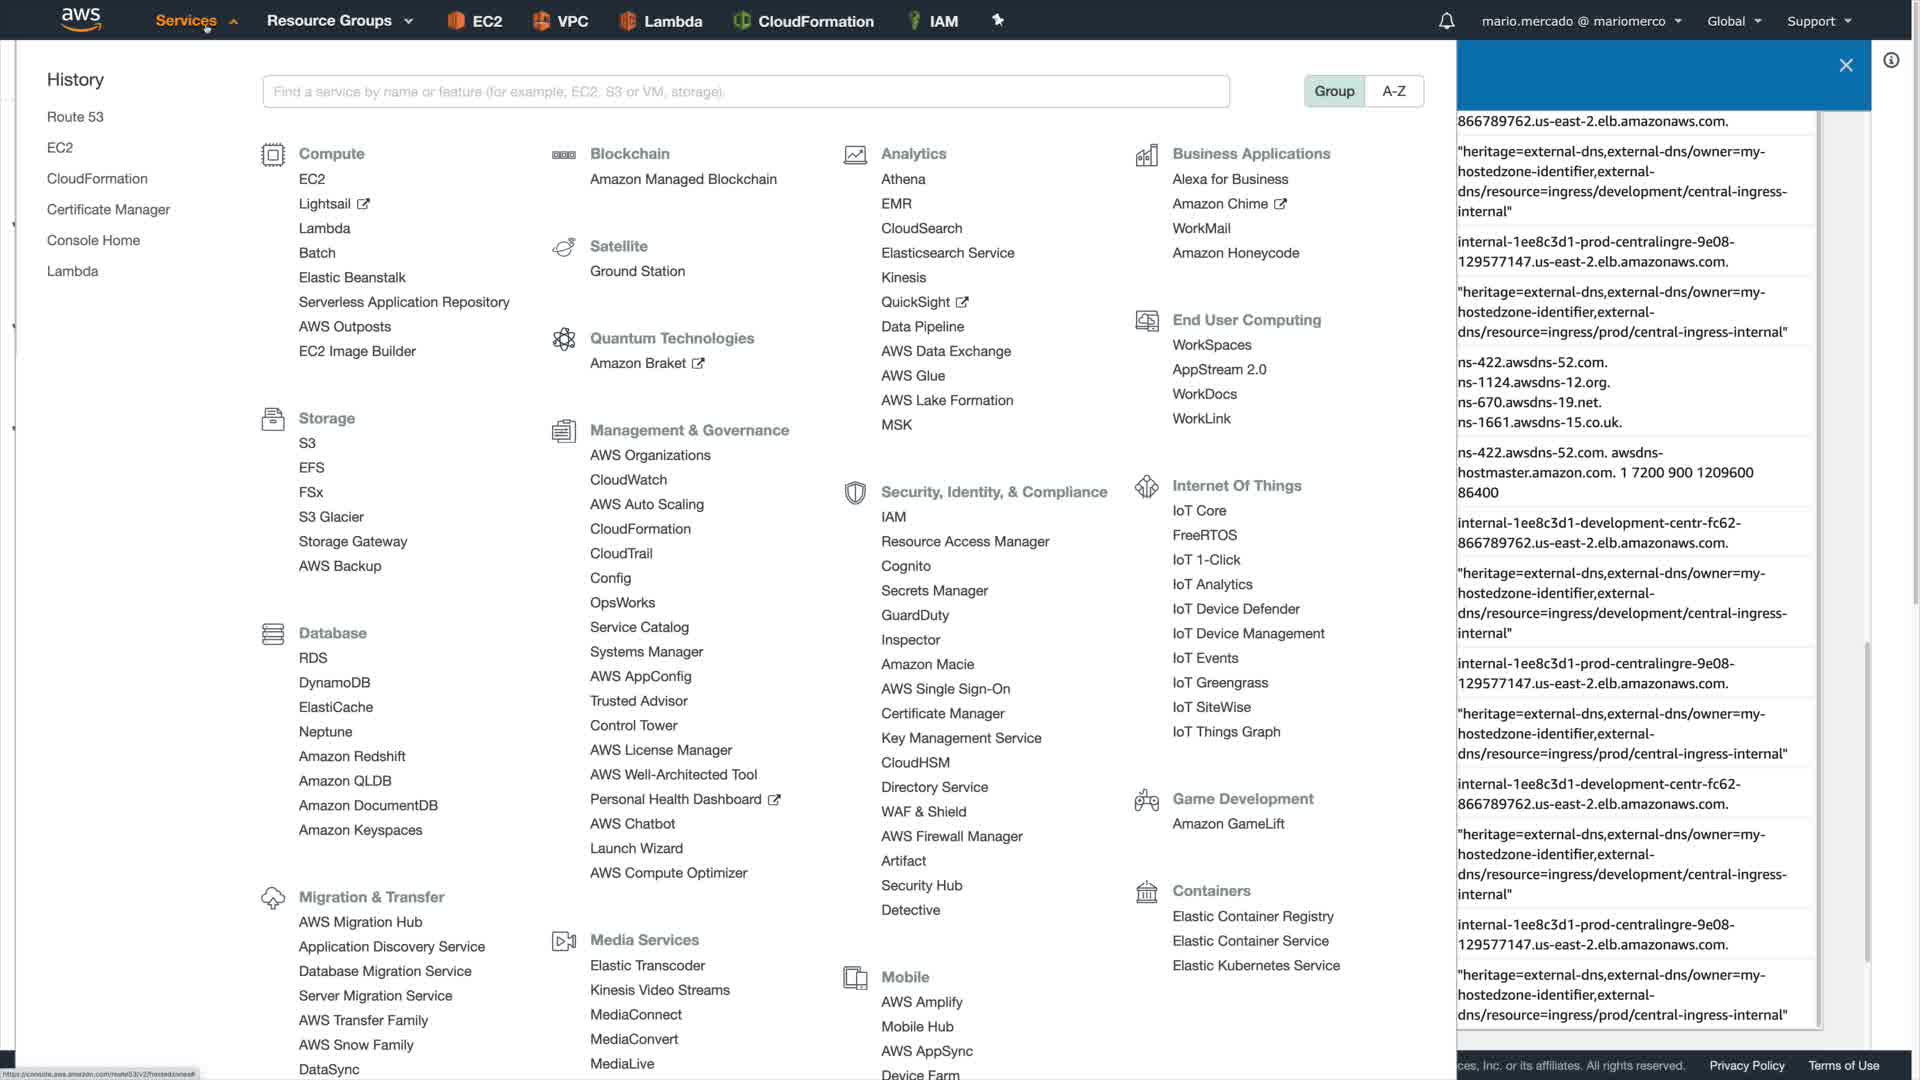 aws
Services
Resource Groups
EC2
VPC
Lambda
CloudFormation
IAM
mario.mercado @ mariomerco
Global
Support
History
Route 53
EC2
CloudFormation
Certificate Manager
Console Home
Lambda
Find a service by name or feature (for example, EC2, S3 or VM, storage).
Group
A-Z
Compute
EC2
Lightsail
Lambda
Batch
Elastic Beanstalk
Serverless Application Repository
AWS Outposts
EC2 Image Builder
Storage
S3
EFS
FSx
S3 Glacier
Storage Gateway
AWS Backup
Database
RDS
DynamoDB
ElastiCache
Neptune
Amazon Redshift
Amazon QLDB
Amazon DocumentDB
Amazon Keyspaces
Migration & Transfer
AWS Migration Hub
Application Discovery Service
Database Migration Service
Server Migration Service
AWS Transfer Family
AWS Snow Family
DataSync
Blockchain
Amazon Managed Blockchain
Satellite
Ground Station
Quantum Technologies
Amazon Braket
Management & Governance
AWS Organizations
CloudWatch
AWS Auto Scaling
CloudFormation
CloudTrail
Config
OpsWorks
Service Catalog
Systems Manager
AWS AppConfig
Trusted Advisor
Control Tower
AWS License Manager
AWS Well-Architected Tool
Personal Health Dashboard
AWS Chatbot
Launch Wizard
AWS Compute Optimizer
Media Services
Elastic Transcoder
Kinesis Video Streams
MediaConnect
MediaConvert
MediaLive
Analytics
Athena
EMR
CloudSearch
Elasticsearch Service
Kinesis
QuickSight
Data Pipeline
AWS Data Exchange
AWS Glue
AWS Lake Formation
MSK
Security, Identity, & Compliance
IAM
Resource Access Manager
Cognito
Secrets Manager
GuardDuty
Inspector
Amazon Macie
AWS Single Sign-On
Certificate Manager
Key Management Service
CloudHSM
Directory Service
WAF & Shield
AWS Firewall Manager
Artifact
Security Hub
Detective
Mobile
AWS Amplify
Mobile Hub
AWS AppSync
Device Farm
Business Applications
Alexa for Business
Amazon Chime
WorkMail
Amazon Honeycode
End User Computing
WorkSpaces
AppStream 2.0
WorkDocs
WorkLink
Internet Of Things
IoT Core
FreeRTOS
IoT 1-Click
IoT Analytics
IoT Device Defender
IoT Device Management
IoT Events
IoT Greengrass
IoT SiteWise
IoT Things Graph
Game Development
Amazon GameLift
Containers
Elastic Container Registry
Elastic Container Service
Elastic Kubernetes Service
866789762.us-east-2.elb.amazonaws.com.
"heritage=external-dns,external-dns/owner=my-
hostedzone-identifier,external-
dns/resource=ingress/development/central-ingress-
internal"
internal-1ee8c3d1-prod-centralingre-9e08-
129577147.us-east-2.elb.amazonaws.com.
"heritage=external-dns,external-dns/owner=my-
hostedzone-identifier,external-
dns/resource=ingress/prod/central-ingress-internal"
ns-422.awsdns-52.com.
ns-1124.awsdns-12.org.
ns-670.awsdns-19.net.
ns-1661.awsdns-15.co.uk.
ns-422.awsdns-52.com. awsdns-
hostmaster.amazon.com. 1 7200 900 1209600
86400
internal-1ee8c3d1-development-centr-fc62-
866789762.us-east-2.elb.amazonaws.com.
"heritage=external-dns,external-dns/owner=my-
hostedzone-identifier,external-
dns/resource=ingress/development/central-ingress-
internal"
internal-1ee8c3d1-prod-centralingre-9e08-
129577147.us-east-2.elb.amazonaws.com.
"heritage=external-dns,external-dns/owner=my-
hostedzone-identifier,external-
dns/resource=ingress/prod/central-ingress-internal"
internal-1ee8c3d1-development-centr-fc62-
866789762.us-east-2.elb.amazonaws.com.
"heritage=external-dns,external-dns/owner=my-
hostedzone-identifier,external-
dns/resource=ingress/development/central-ingress-
internal"
internal-1ee8c3d1-prod-centralingre-9e08-
129577147.us-east-2.elb.amazonaws.com.
"heritage=external-dns,external-dns/owner=my-
hostedzone-identifier,external-
dns/resource=ingress/prod/central-ingress-internal"
https://console.aws.amazon.com/route53/v2/hostedzones#
ces, Inc. or its affiliates. All rights reserved.
Privacy Policy
Terms of Use